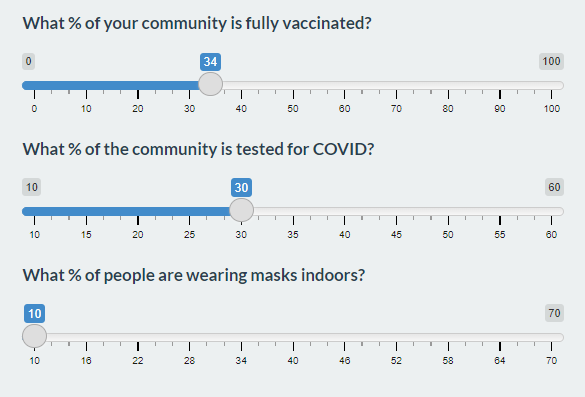 What % of your community is fully vaccinated?
0 34 100
0 10 20 30 40 50 60 70 80 90 100
What % of the community is tested for COVID?
10 30 60
10 15 20 25 30 35 40 45 50 55 60
What % of people are wearing masks indoors?
10 70
10 16 22 28 34 40 46 52 58 64 70